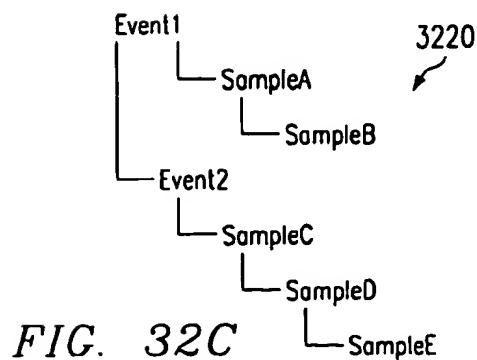 Event1
3220
SampleA
SampleB
Event2
SampleC
SampleD
SampleE
FIG. 32C